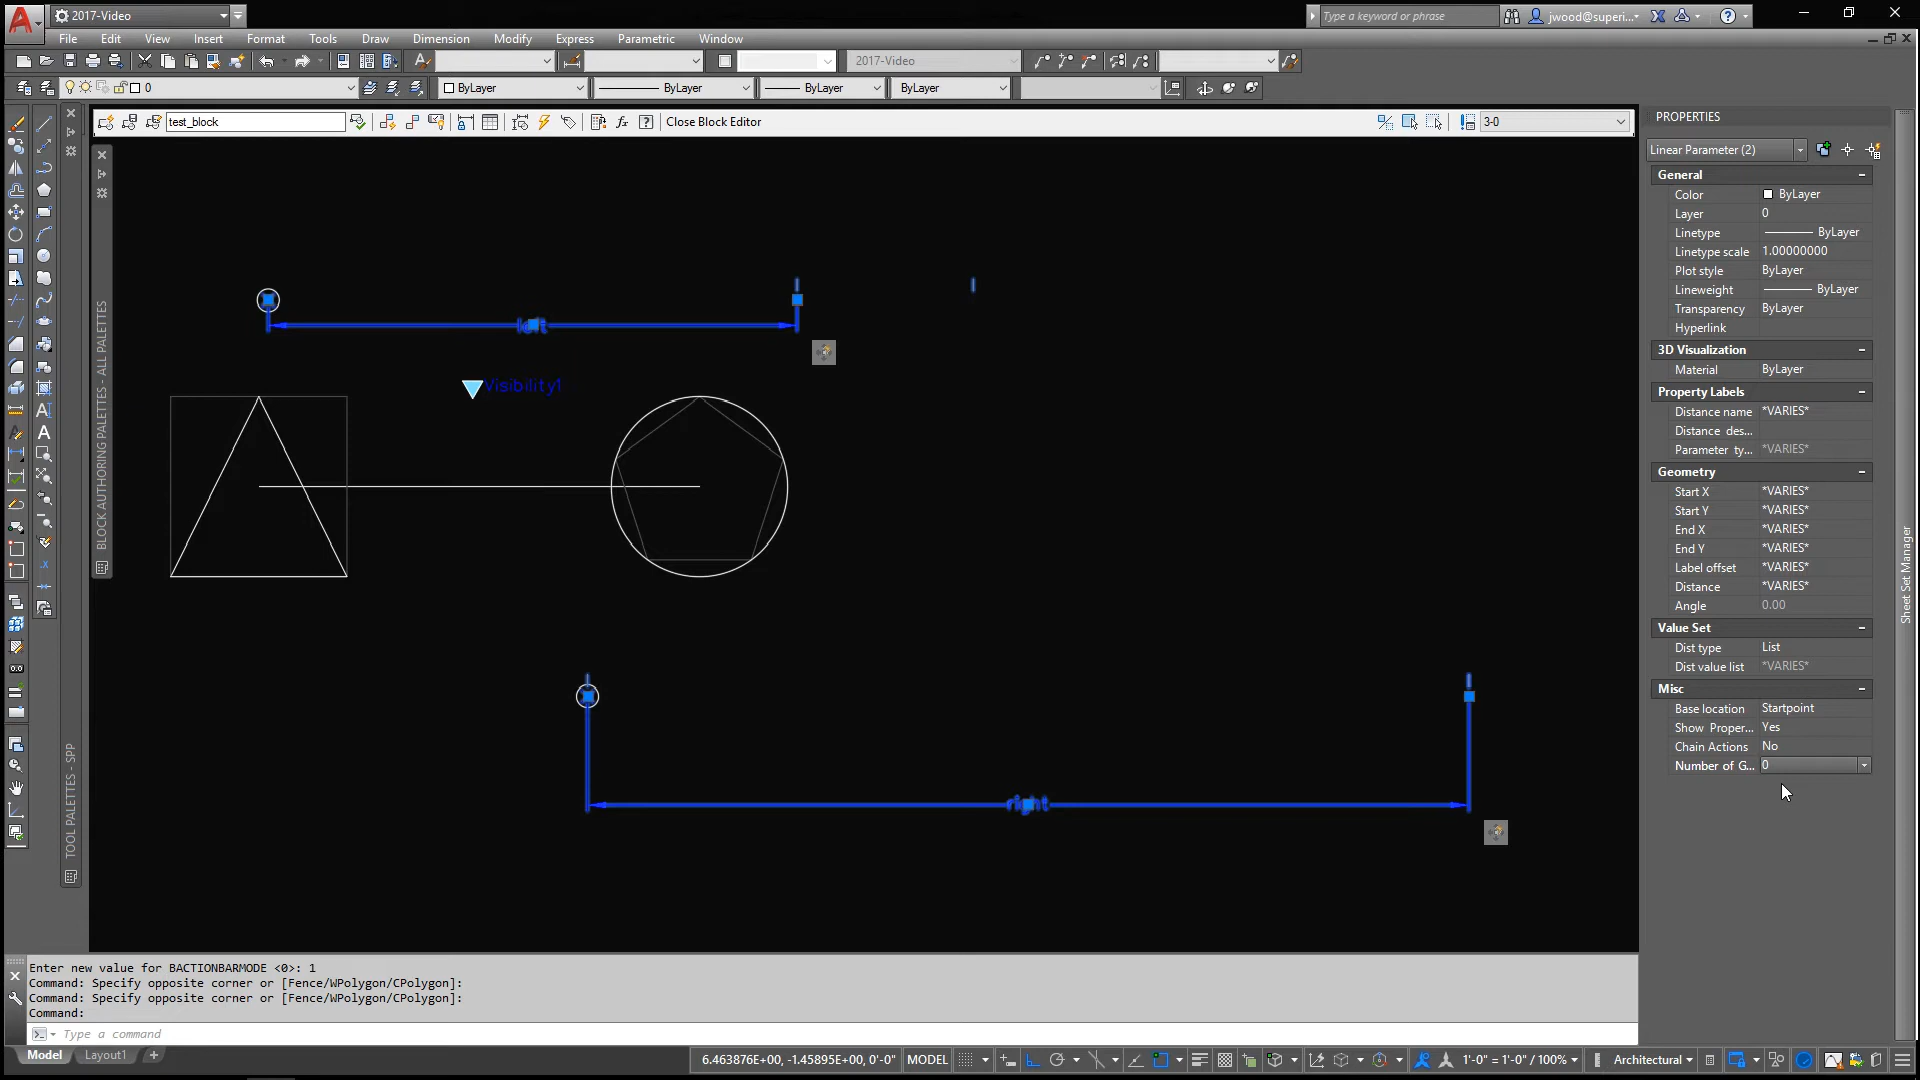 2017-Video
Type a keyword or phrase
jwood@superi...
File Edit View Insert Format Tools Draw Dimension Modify Express Parametric Window
2017-Video
0 ByLayer ByLayer ByLayer ByLayer
test_block Close Block Editor 3-0
PROPERTIES
Linear Parameter (2)
General
Color ByLayer
Layer 0
Linetype ByLayer
Linetype scale 1.00000000
Plot style ByLayer
Lineweight ByLayer
Transparency ByLayer
Hyperlink
3D Visualization
Material ByLayer
Property Labels
Distance name *VARIES*
Distance des...
Parameter ty... *VARIES*
Geometry
Start X *VARIES*
Start Y *VARIES*
End X *VARIES*
End Y *VARIES*
Label offset *VARIES*
Distance *VARIES*
Angle 0.00
Value Set
Dist type List
Dist value list *VARIES*
Misc
Base location Startpoint
Show Proper... Yes
Chain Actions No
Number of G... 0
Sheet Set Manager
BLOCK AUTHORING PALETTES - ALL PALETTES
TOOL PALETTES - SPP
left
Visibility1
right
Enter new value for BACTIONBARMODE <0>: 1
Command: Specify opposite corner or [Fence/WPolygon/CPolygon]:
Command: Specify opposite corner or [Fence/WPolygon/CPolygon]:
Command:
Type a command
Model Layout1 +
6.463876E+00, -1.45895E+00, 0'-0" MODEL 1'-0" = 1'-0" / 100% Architectural